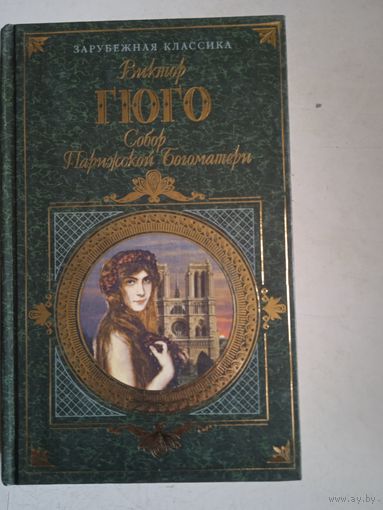 ЗАРУБЕЖНАЯ КЛАССИКА
Виктор
ГЮГО
Собор
Парижской Богоматери
www.ay.by